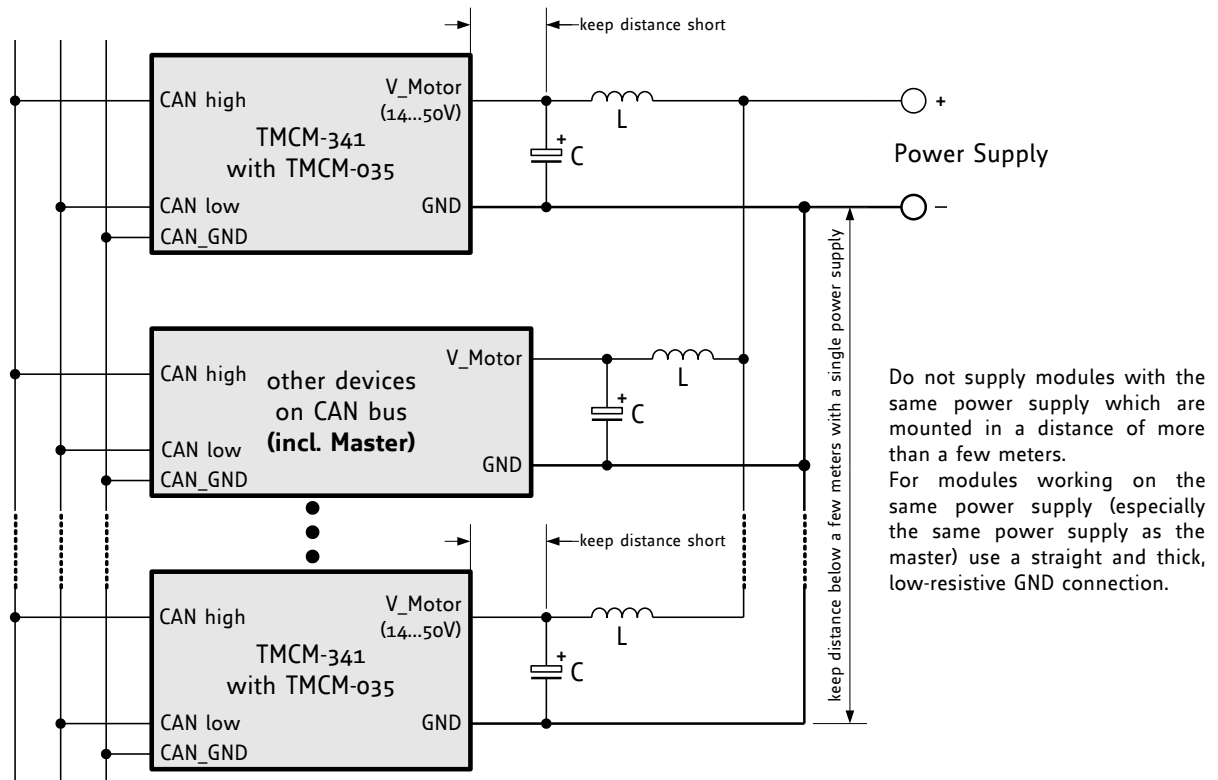 keep distance short
CAN high
V_Motor
(14...50V)
TMCM-341
with TMCM-035
CAN low
GND
CAN_GND
+
C
L
+
Power Supply
–
CAN high
V_Motor
other devices
on CAN bus
(incl. Master)
CAN low
GND
CAN_GND
+
C
L
keep distance below a few meters with a single power supply
Do not supply modules with the
same power supply which are
mounted in a distance of more
than a few meters.
For modules working on the
same power supply (especially
the same power supply as the
master) use a straight and thick,
low-resistive GND connection.
keep distance short
CAN high
V_Motor
(14...50V)
TMCM-341
with TMCM-035
CAN low
GND
CAN_GND
+
C
L